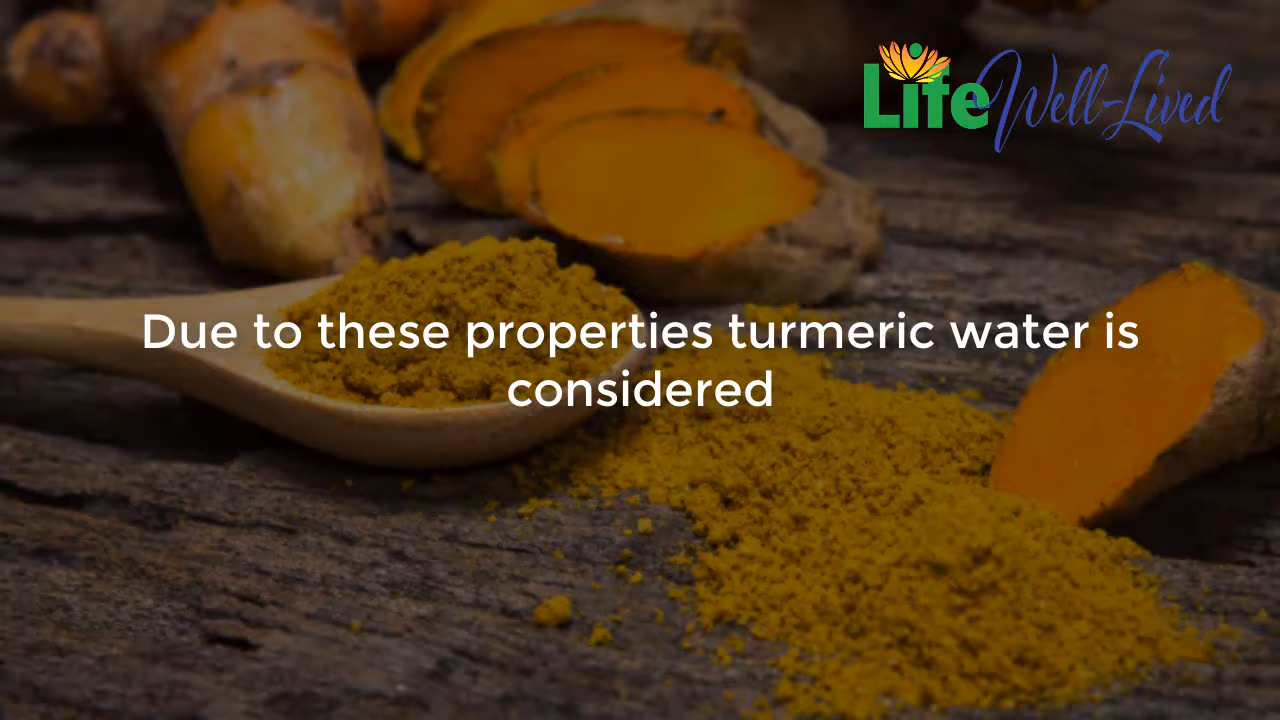 Life Well-Lived
Due to these properties turmeric water is
considered